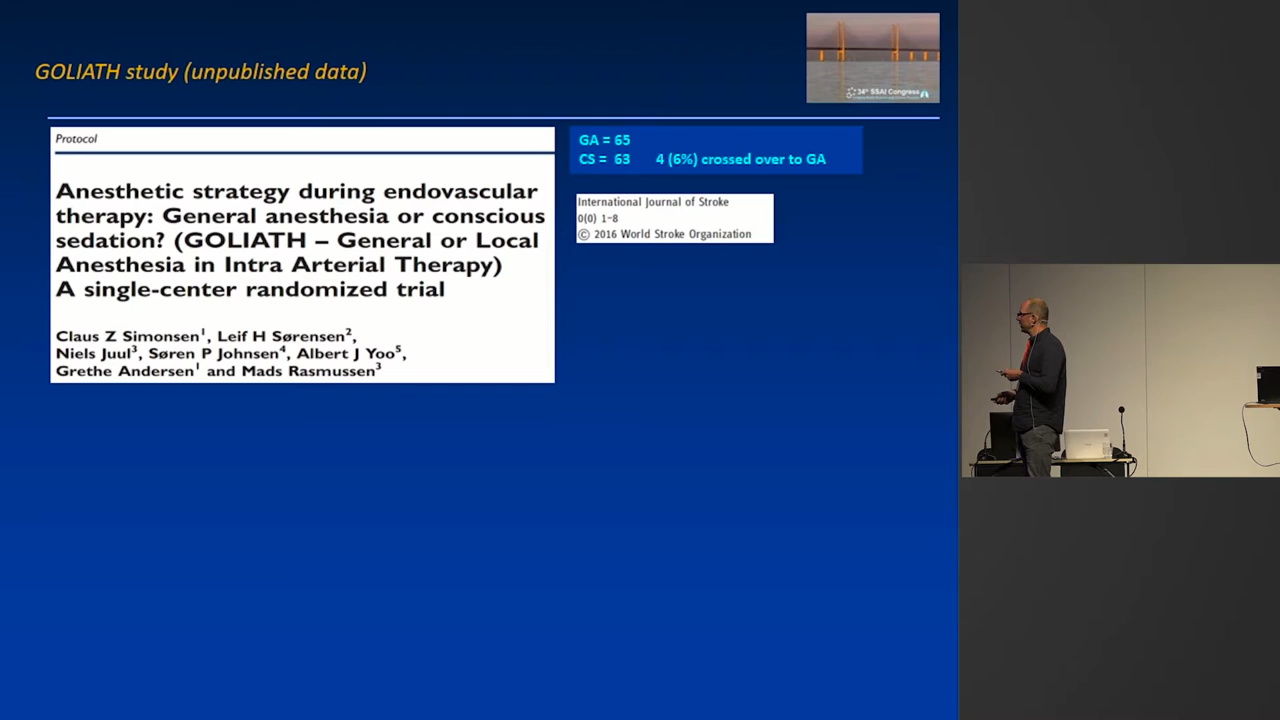 GOLIATH study (unpublished data)
34th SSAI Congress
Protocol
Anesthetic strategy during endovascular
therapy: General anesthesia or conscious
sedation? (GOLIATH – General or Local
Anesthesia in Intra Arterial Therapy)
A single-center randomized trial
Claus Z Simonsen1, Leif H Sørensen2,
Niels Juul3, Søren P Johnsen4, Albert J Yoo5,
Grethe Andersen1 and Mads Rasmussen3
GA = 65
CS = 63 4 (6%) crossed over to GA
International Journal of Stroke
0(0) 1–8
© 2016 World Stroke Organization